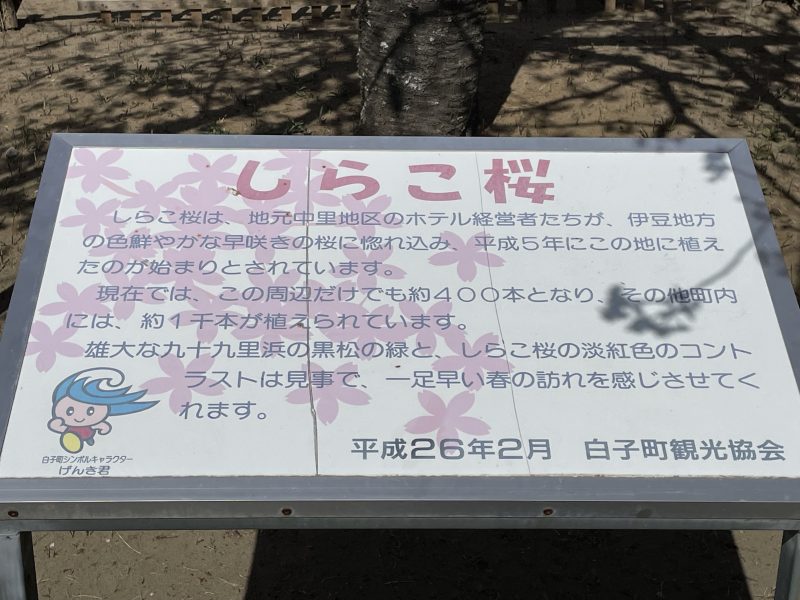 しらこ桜
しらこ桜は、地元中里地区のホテル経営者たちが、伊豆地方
の色鮮やかな早咲きの桜に惚れ込み、平成５年にこの地に植え
たのが始まりとされています。
現在では、この周辺だけでも約４００本となり、その他町内
には、約１千本が植えられています。
雄大な九十九里浜の黒松の緑と、しらこ桜の淡紅色のコント
ラストは見事で、一足早い春の訪れを感じさせてく
れます。
白子町シンボルキャラクター
げんき君
平成２６年２月　白子町観光協会